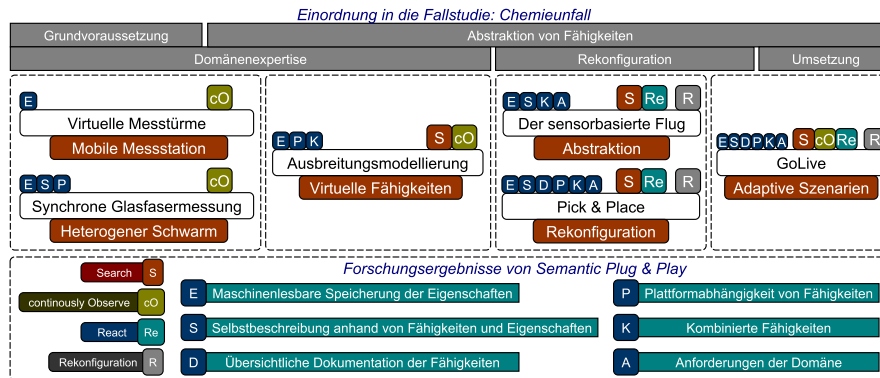 Einordnung in die Fallstudie: Chemieunfall
Grundvoraussetzung
Abstraktion von Fähigkeiten
Domänenexpertise
Rekonfiguration
Umsetzung
E cO
Virtuelle Messtürme
Mobile Messstation
E S P cO
Synchrone Glasfasermessung
Heterogener Schwarm
E P K S cO
Ausbreitungsmodellierung
Virtuelle Fähigkeiten
E S K A S Re R
Der sensorbasierte Flug
Abstraktion
E S D P K A S Re R
Pick & Place
Rekonfiguration
E S D P K A S cO Re R
GoLive
Adaptive Szenarien
Forschungsergebnisse von Semantic Plug & Play
Search S
continously Observe cO
React Re
Rekonfiguration R
E Maschinenlesbare Speicherung der Eigenschaften
S Selbstbeschreibung anhand von Fähigkeiten und Eigenschaften
D Übersichtliche Dokumentation der Fähigkeiten
P Plattformabhängigkeit von Fähigkeiten
K Kombinierte Fähigkeiten
A Anforderungen der Domäne